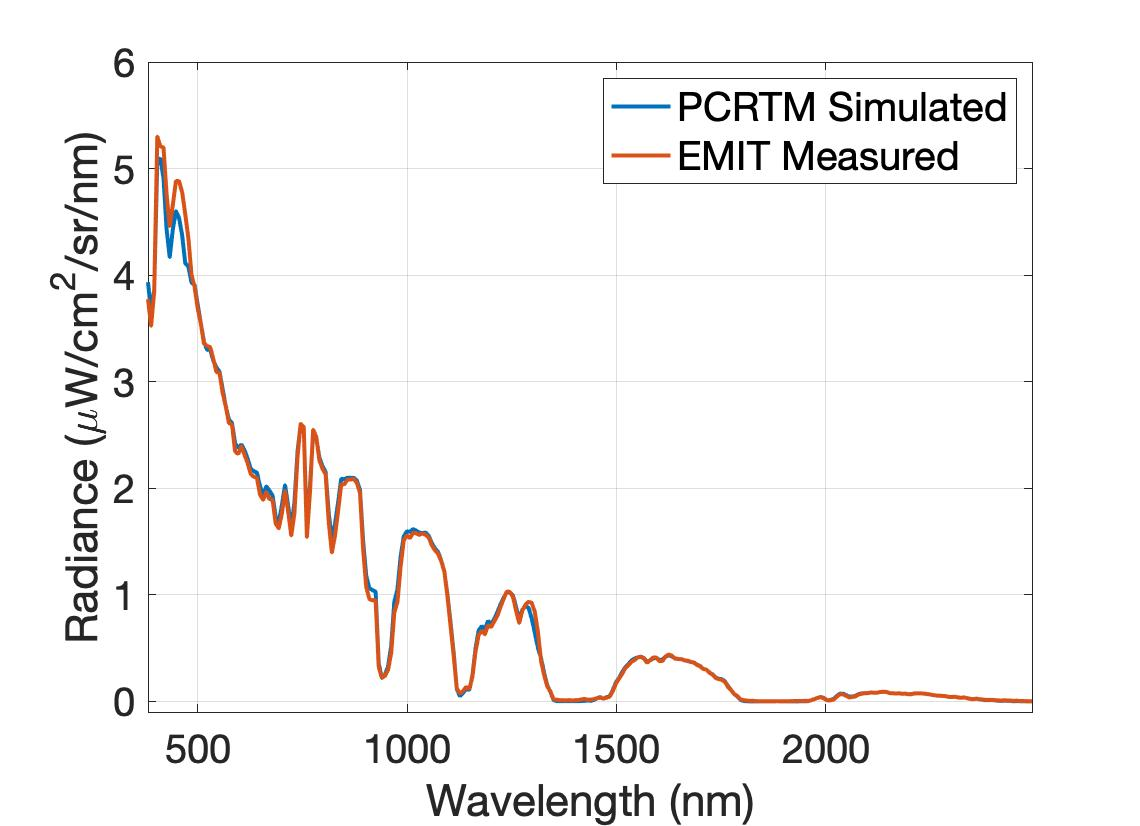 6
5
4
3
2
1
0
500
1000
1500
2000
Radiance (μW/cm²/sr/nm)
Wavelength (nm)
PCRTM Simulated
EMIT Measured